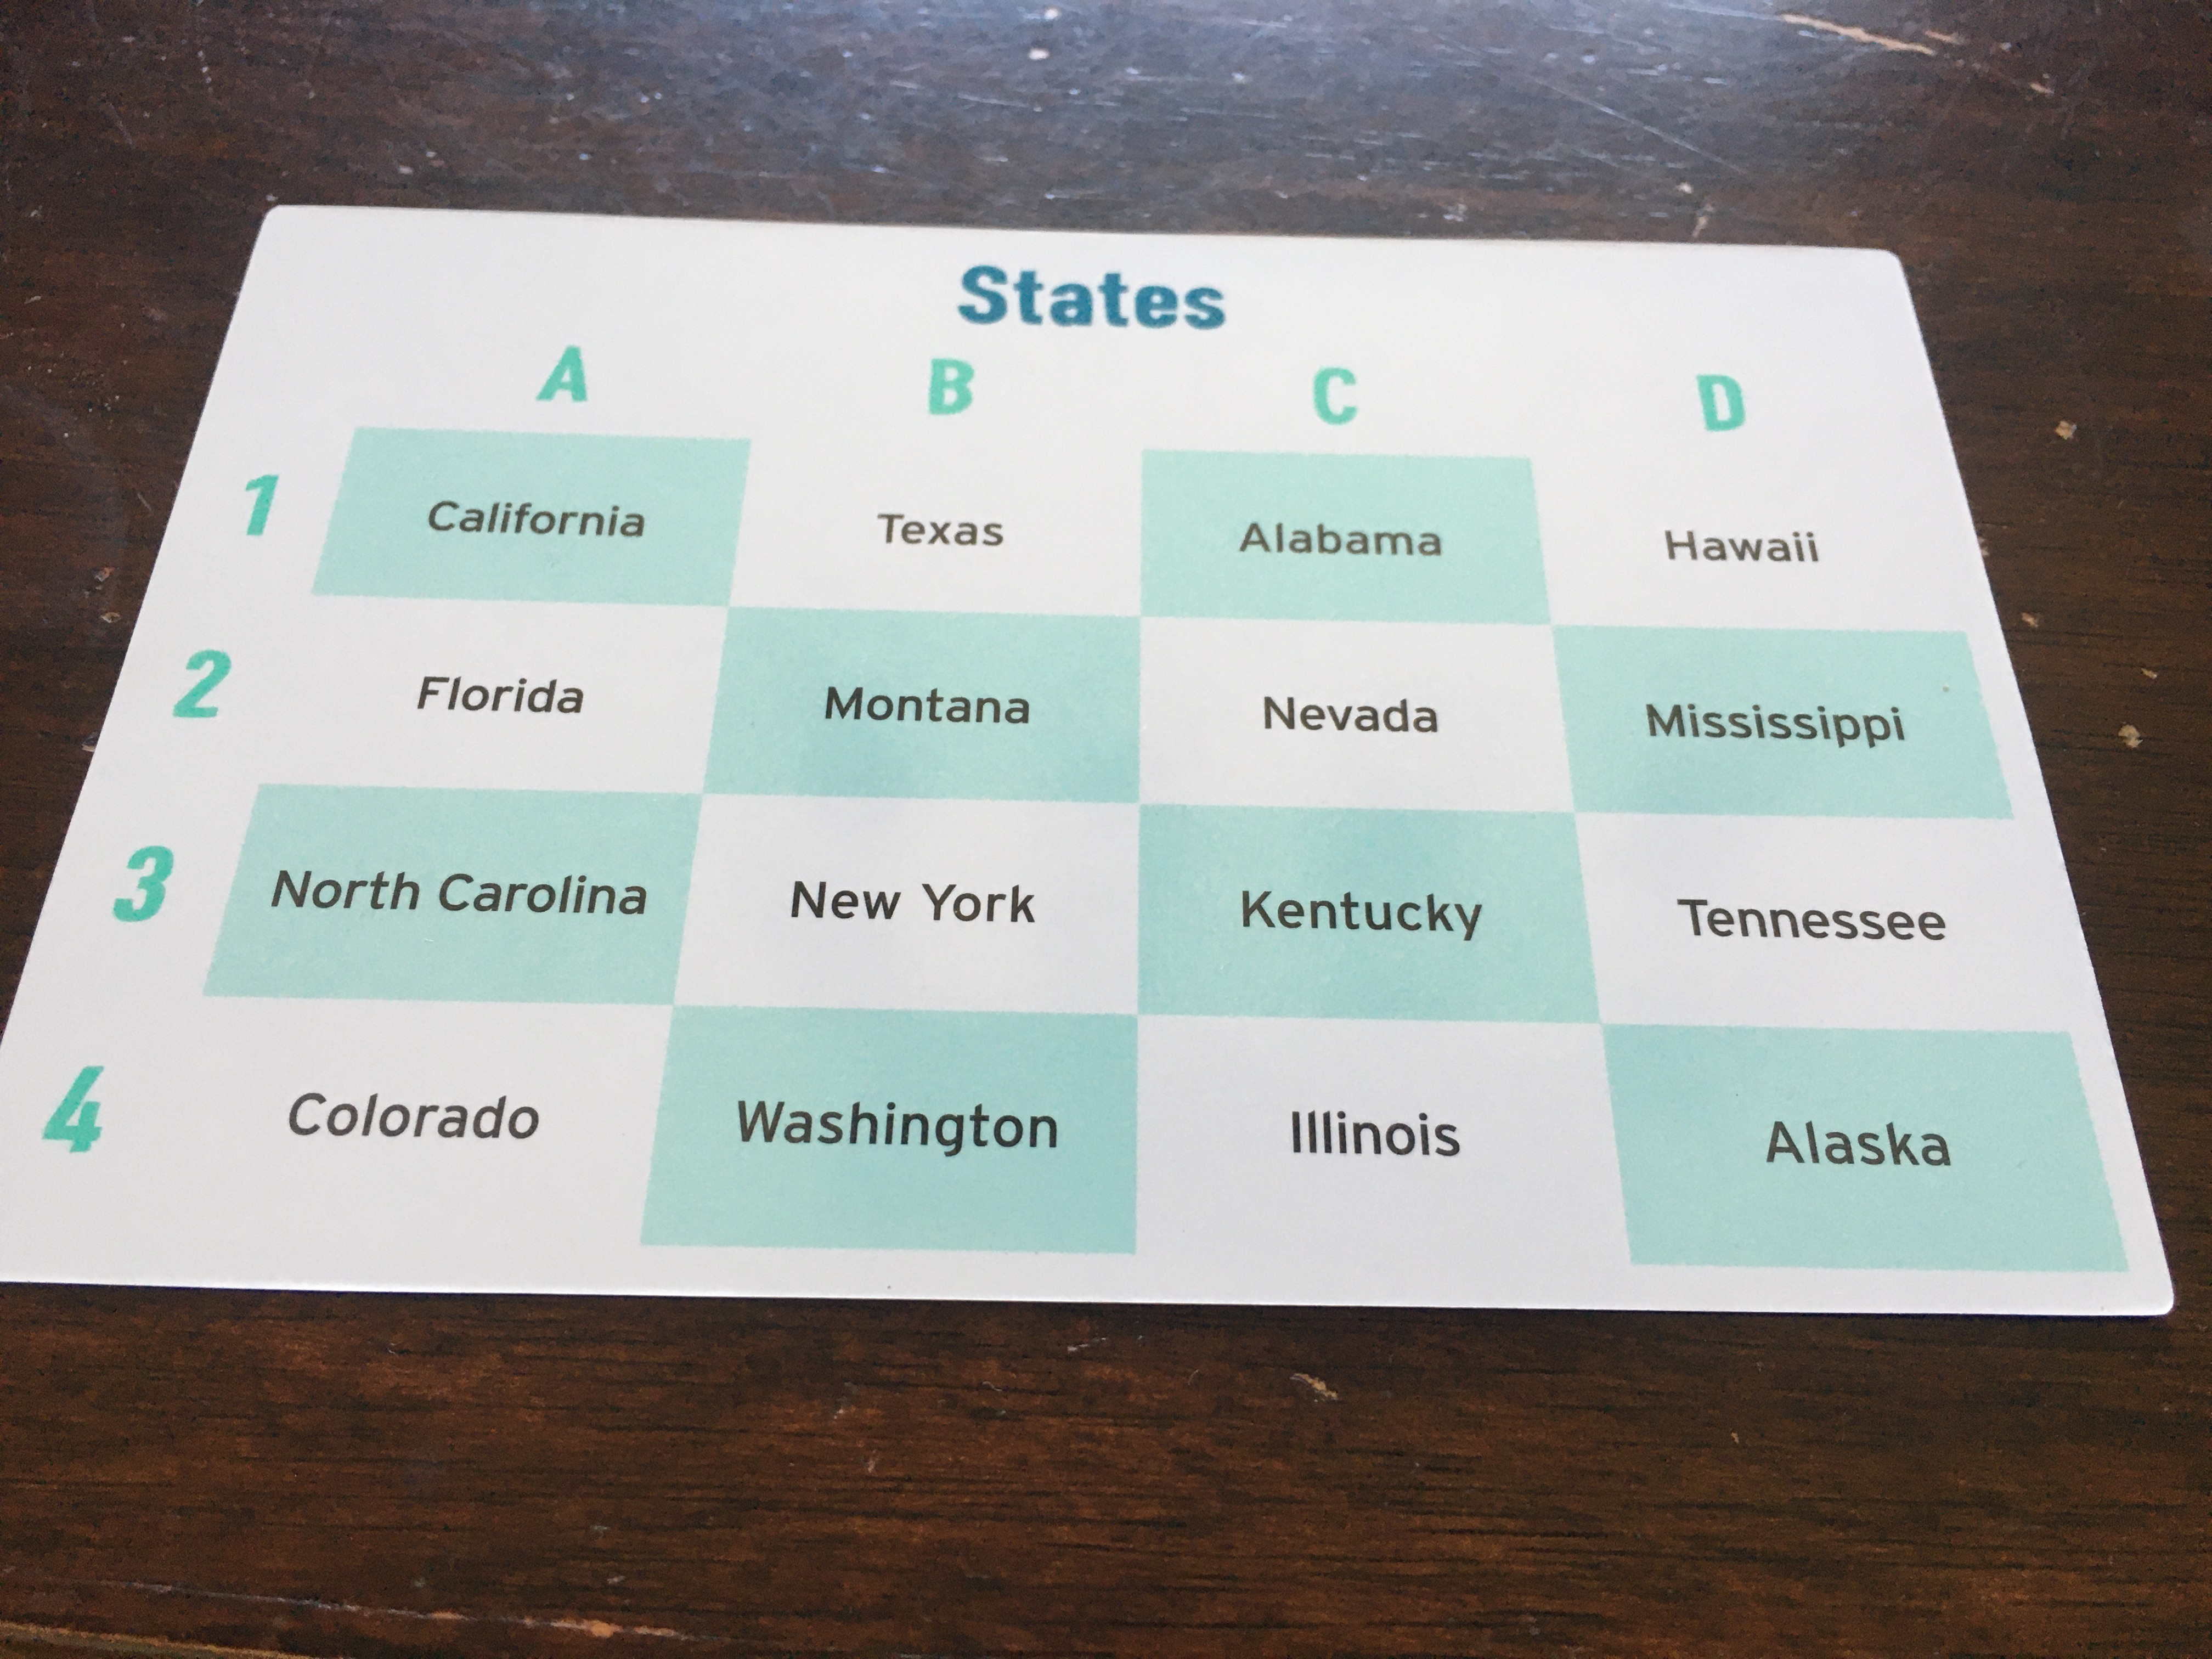 States
A B C D
1 California Texas Alabama Hawaii
2 Florida Montana Nevada Mississippi
3 North Carolina New York Kentucky Tennessee
4 Colorado Washington Illinois Alaska